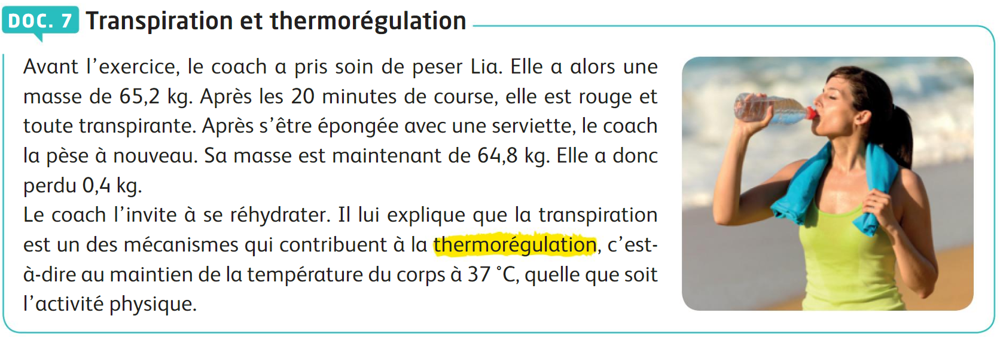 DOC. 7 Transpiration et thermorégulation
Avant l'exercice, le coach a pris soin de peser Lia. Elle a alors une
masse de 65,2 kg. Après les 20 minutes de course, elle est rouge et
toute transpirante. Après s'être épongée avec une serviette, le coach
la pèse à nouveau. Sa masse est maintenant de 64,8 kg. Elle a donc
perdu 0,4 kg.
Le coach l'invite à se réhydrater. Il lui explique que la transpiration
est un des mécanismes qui contribuent à la thermorégulation, c'est-
à-dire au maintien de la température du corps à 37 °C, quelle que soit
l'activité physique.